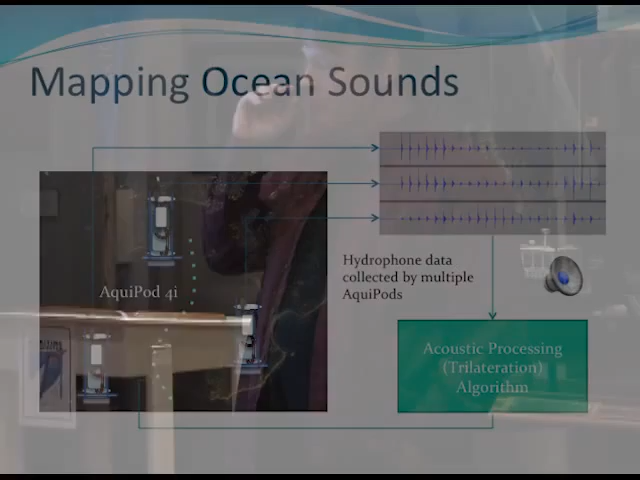 Mapping Ocean Sounds
AquiPod 4i
Hydrophone data
collected by multiple
AquiPods
Acoustic Processing
(Trilateration)
Algorithm